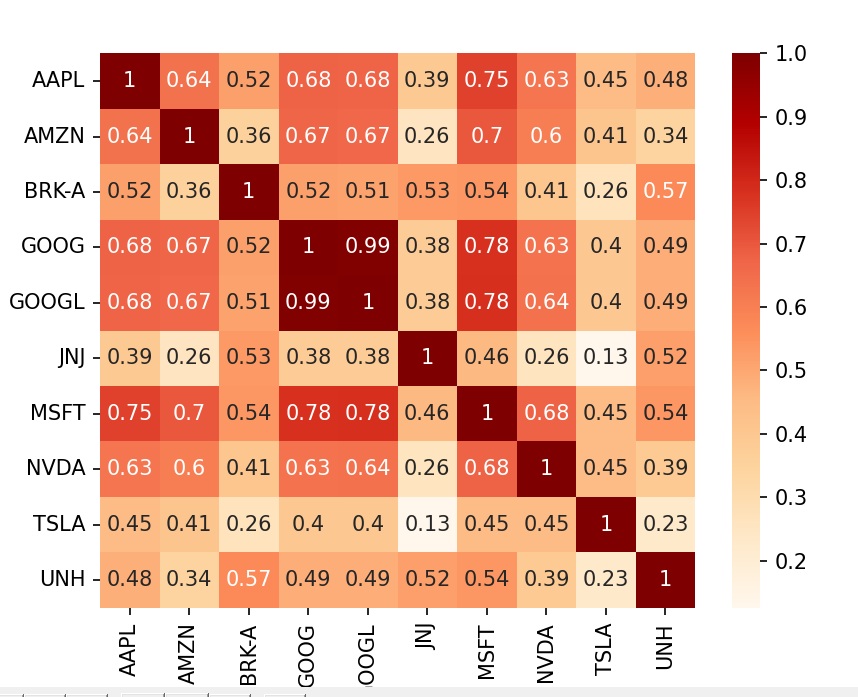 AAPL 1 0.64 0.52 0.68 0.68 0.39 0.75 0.63 0.45 0.48
AMZN 0.64 1 0.36 0.67 0.67 0.26 0.7 0.6 0.41 0.34
BRK-A 0.52 0.36 1 0.52 0.51 0.53 0.54 0.41 0.26 0.57
GOOG 0.68 0.67 0.52 1 0.99 0.38 0.78 0.63 0.4 0.49
GOOGL 0.68 0.67 0.51 0.99 1 0.38 0.78 0.64 0.4 0.49
JNJ 0.39 0.26 0.53 0.38 0.38 1 0.46 0.26 0.13 0.52
MSFT 0.75 0.7 0.54 0.78 0.78 0.46 1 0.68 0.45 0.54
NVDA 0.63 0.6 0.41 0.63 0.64 0.26 0.68 1 0.45 0.39
TSLA 0.45 0.41 0.26 0.4 0.4 0.13 0.45 0.45 1 0.23
UNH 0.48 0.34 0.57 0.49 0.49 0.52 0.54 0.39 0.23 1
AAPL AMZN BRK-A GOOG OOGL JNJ MSFT NVDA TSLA UNH
1.0
0.9
0.8
0.7
0.6
0.5
0.4
0.3
0.2